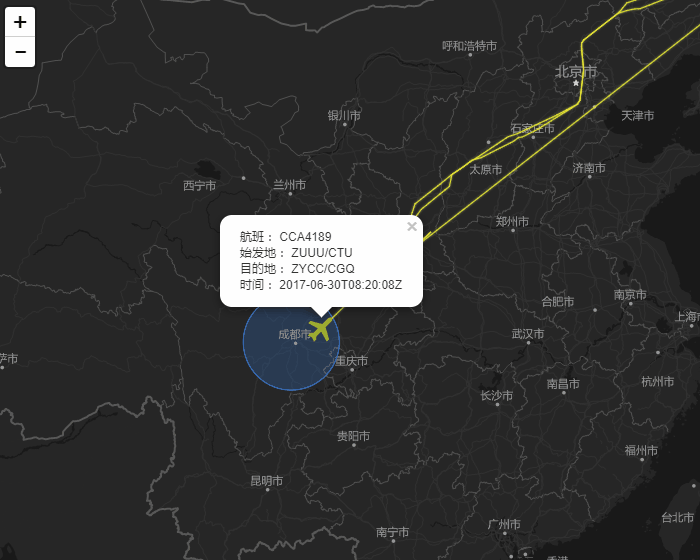 +
−
呼和浩特市
北京市
天津市
银川市
石家庄市
太原市
济南市
西宁市
兰州市
郑州市
×
航班： CCA4189
始发地： ZUUU/CTU
目的地： ZYCC/CGQ
时间： 2017-06-30T08:20:08Z
合肥市
南京市
上海市
成都市
武汉市
萨市
重庆市
杭州市
南昌市
长沙市
贵阳市
福州市
昆明市
台北市
广州市
南宁市